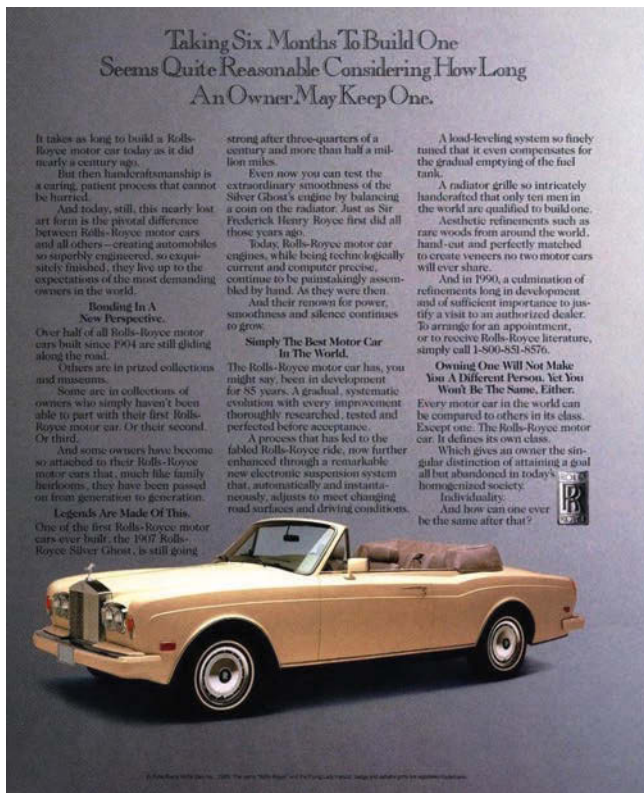 Taking Six Months To Build One
Seems Quite Reasonable Considering How Long
An Owner May Keep One.
It takes as long to build a Rolls-
Royce motor car today as it did
nearly a century ago.
But then handcraftsmanship is
a caring, patient process that cannot
be hurried.
And today, still, this nearly lost
art form is the pivotal difference
between Rolls-Royce motor cars
and all others—creating automobiles
so superbly engineered, so exqui-
sitely finished, they live up to the
expectations of the most demanding
owners in the world.
Bonding In A
New Perspective.
Over half of all Rolls-Royce motor
cars built since 1904 are still gliding
along the road.
Others are in prized collections
and museums.
Some are in collections of
owners who simply haven't been
able to part with their first Rolls-
Royce motor car. Or their second.
Or third.
And some owners have become
so attached to their Rolls-Royce
motor cars that, much like family
heirlooms, they have been passed
on from generation to generation.
Legends Are Made Of This.
One of the first Rolls-Royce motor
cars ever built, the 1907 Rolls-
Royce Silver Ghost, is still going
strong after three-quarters of a
century and more than half a mil-
lion miles.
Even now you can test the
extraordinary smoothness of the
Silver Ghost's engine by balancing
a coin on the radiator. Just as Sir
Frederick Henry Royce first did all
those years ago.
Today, Rolls-Royce motor car
engines, while being technologically
current and computer precise,
continue to be painstakingly assem-
bled by hand. As they were then.
And their renown for power,
smoothness and silence continues
to grow.
Simply The Best Motor Car
In The World.
The Rolls-Royce motor car has, you
might say, been in development
for 85 years. A gradual, systematic
evolution with every improvement
thoroughly researched, tested and
perfected before acceptance.
A process that has led to the
fabled Rolls-Royce ride, now further
enhanced through a remarkable
new electronic suspension system
that, automatically and instanta-
neously, adjusts to meet changing
road surfaces and driving conditions.
A load-leveling system so finely
tuned that it even compensates for
the gradual emptying of the fuel
tank.
A radiator grille so intricately
handcrafted that only ten men in
the world are qualified to build one.
Aesthetic refinements such as
rare woods from around the world,
hand-cut and perfectly matched
to create veneers no two motor cars
will ever share.
And in 1990, a culmination of
refinements long in development
and of sufficient importance to jus-
tify a visit to an authorized dealer.
To arrange for an appointment,
or to receive Rolls-Royce literature,
simply call 1-800-851-8576.
Owning One Will Not Make
You A Different Person. Yet You
Won't Be The Same, Either.
Every motor car in the world can
be compared to others in its class.
Except one. The Rolls-Royce motor
car. It defines its own class.
Which gives an owner the sin-
gular distinction of attaining a goal
all but abandoned in today's
homogenized society.
Individuality.
And how can one ever
be the same after that?
ROLLS
RR
ROYCE